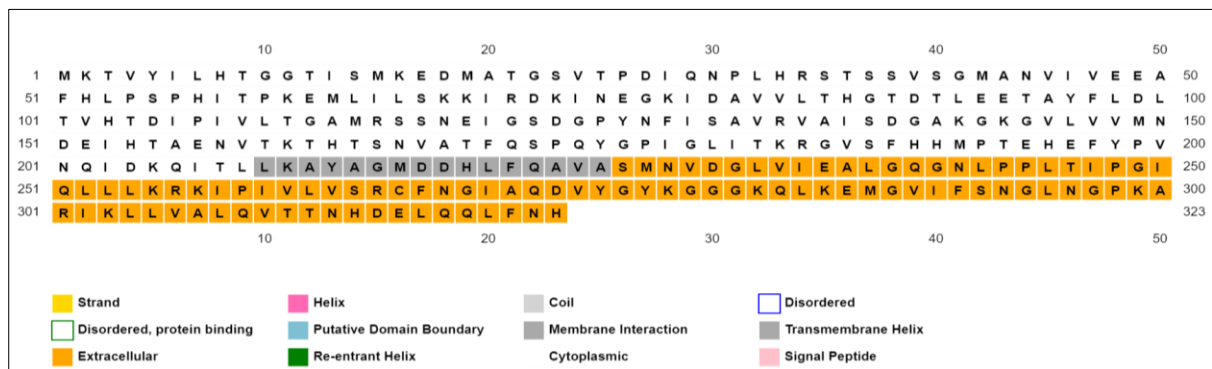 10 20 30 40 50
1 M K T V Y I L H T G G T I S M K E D M A T G S V T P D I Q N P L H R S T S S V S G M A N V I V E E A 50
51 F H L P S P H I T P K E M L I L S K K I R D K I N E G K I D A V V L T H G T D T L E E T A Y F L D L 100
101 T V H T D I P I V L T G A M R S S N E I G S D G P Y N F I S A V R V A I S D G A K G K G V L V V M N 150
151 D E I H T A E N V T K T H T S N V A T F Q S P Q Y G P I G L I T K R G V S F H H M P T E H E F Y P V 200
201 N Q I D K Q I T L L K A Y A G M D D H L F Q A V A S M N V D G L V I E A L G Q G N L P P L T I P G I 250
251 Q L L L K R K I P I V L V S R C F N G I A Q D V Y G Y K G G G K Q L K E M G V I F S N G L N G P K A 300
301 R I K L L V A L Q V T T N H D E L Q Q L F N H 323
10 20 30 40 50
Strand Helix Coil Disordered
Disordered, protein binding Putative Domain Boundary Membrane Interaction Transmembrane Helix
Extracellular Re-entrant Helix Cytoplasmic Signal Peptide